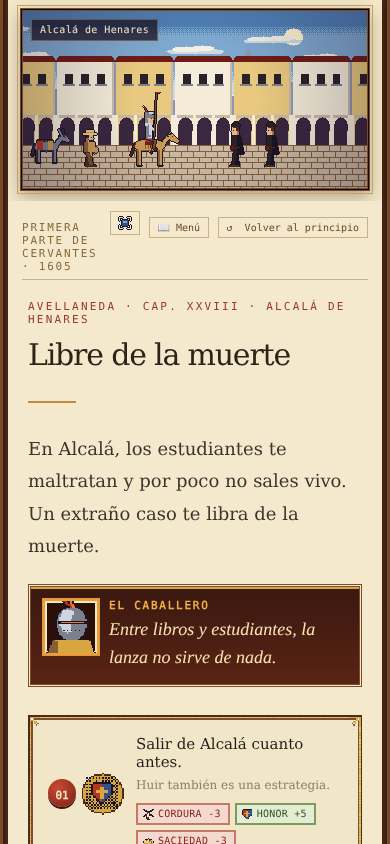 Alcalá de Henares
PRIMERA
PARTE DE
CERVANTES
· 1605
📖 Menú
↺ Volver al principio
AVELLANEDA · CAP. XXVIII · ALCALÁ DE
HENARES
Libre de la muerte
En Alcalá, los estudiantes te
maltratan y por poco no sales vivo.
Un extraño caso te libra de la
muerte.
EL CABALLERO
Entre libros y estudiantes, la
lanza no sirve de nada.
01
Salir de Alcalá cuanto
antes.
Huir también es una estrategia.
CORDURA -3
HONOR +5
SACIEDAD -3